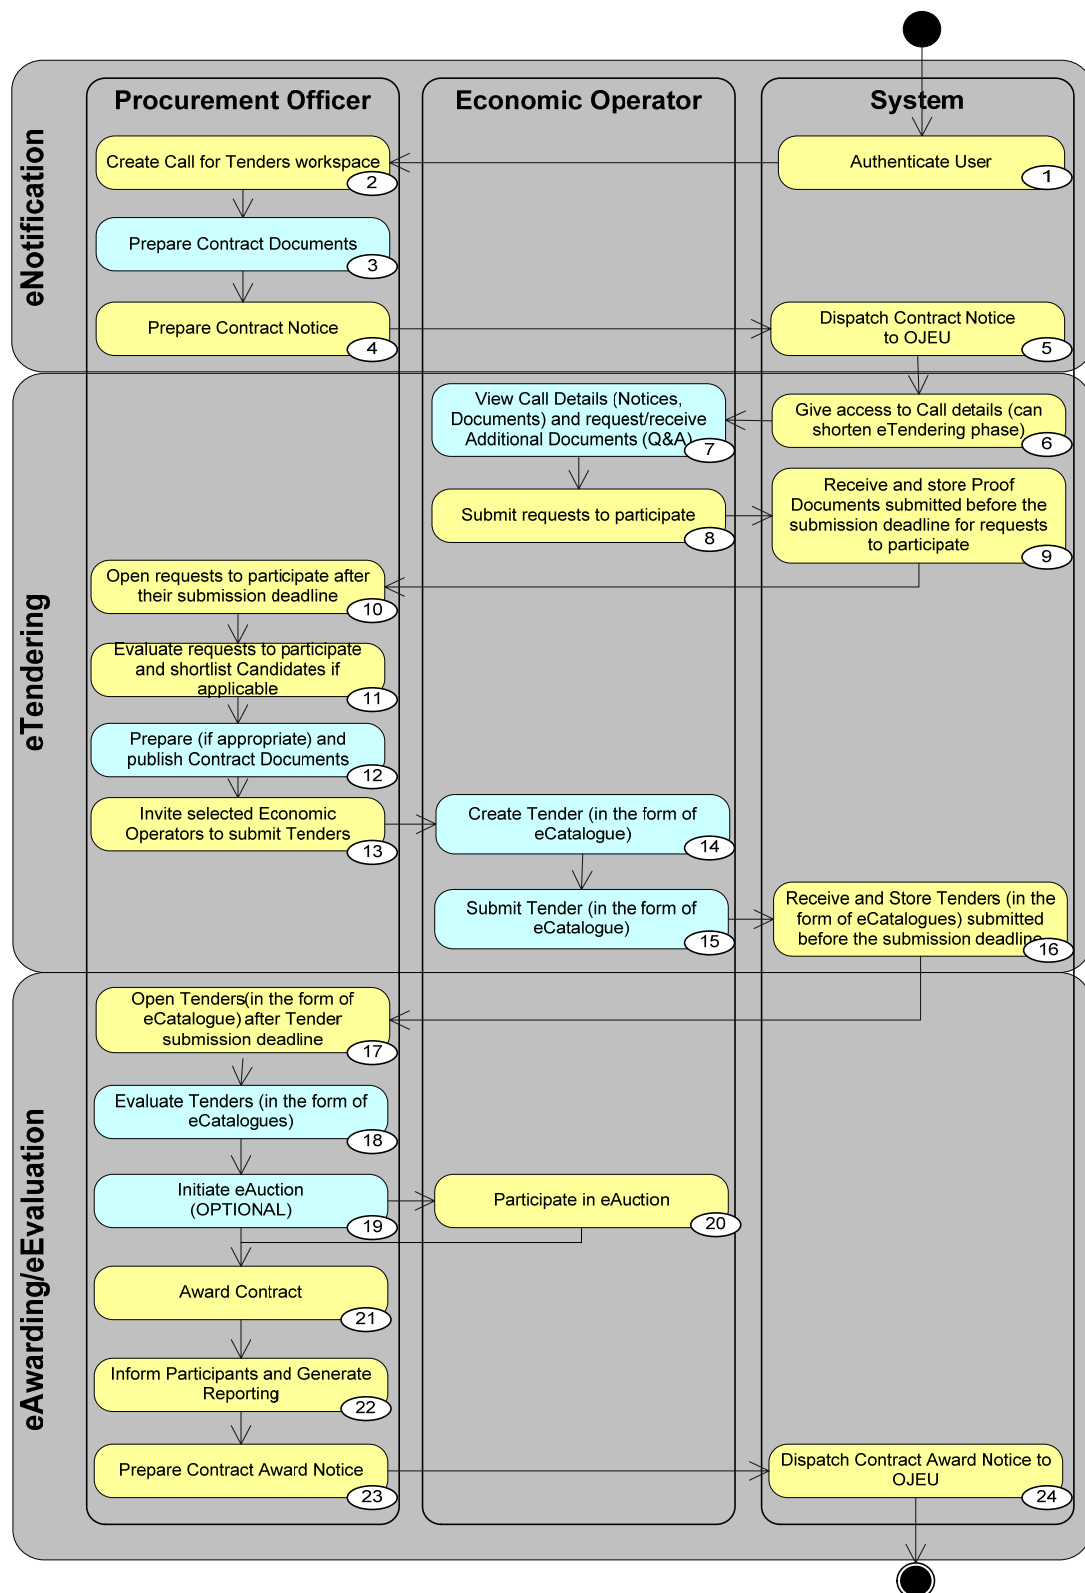 Procurement Officer
Economic Operator
System
eNotification
Create Call for Tenders workspace
2
Authenticate User
1
Prepare Contract Documents
3
Prepare Contract Notice
4
Dispatch Contract Notice
to OJEU
5
eTendering
View Call Details (Notices,
Documents) and request/receive
Additional Documents (Q&A)
7
Give access to Call details (can
shorten eTendering phase)
6
Submit requests to participate
8
Receive and store Proof
Documents submitted before the
submission deadline for requests
to participate
9
Open requests to participate after
their submission deadline
10
Evaluate requests to participate
and shortlist Candidates if
applicable
11
Prepare (if appropriate) and
publish Contract Documents
12
Invite selected Economic
Operators to submit Tenders
13
Create Tender (in the form of
eCatalogue)
14
Submit Tender (in the form of
eCatalogue)
15
Receive and Store Tenders (in the
form of eCatalogues) submitted
before the submission deadline
16
eAwarding/eEvaluation
Open Tenders(in the form of
eCatalogue) after Tender
submission deadline
17
Evaluate Tenders (in the form of
eCatalogues)
18
Initiate eAuction
(OPTIONAL)
19
Participate in eAuction
20
Award Contract
21
Inform Participants and Generate
Reporting
22
Prepare Contract Award Notice
23
Dispatch Contract Award Notice to
OJEU
24